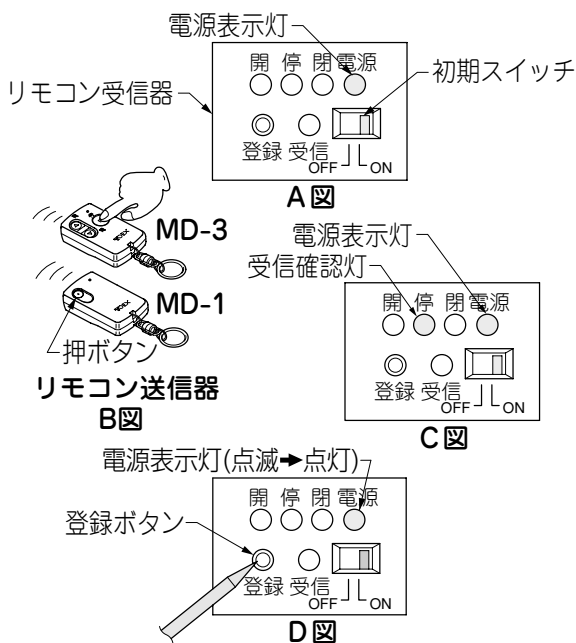 電源表示灯
開 停 閉 電源
リモコン受信器
初期スイッチ
登録 受信
OFF ON
A図
MD-3
MD-1
押ボタン
リモコン送信器
B図
電源表示灯
受信確認灯
開 停 閉 電源
登録 受信
OFF ON
C図
電源表示灯(点滅➡点灯)
開 停 閉 電源
登録ボタン
登録 受信
OFF ON
D図